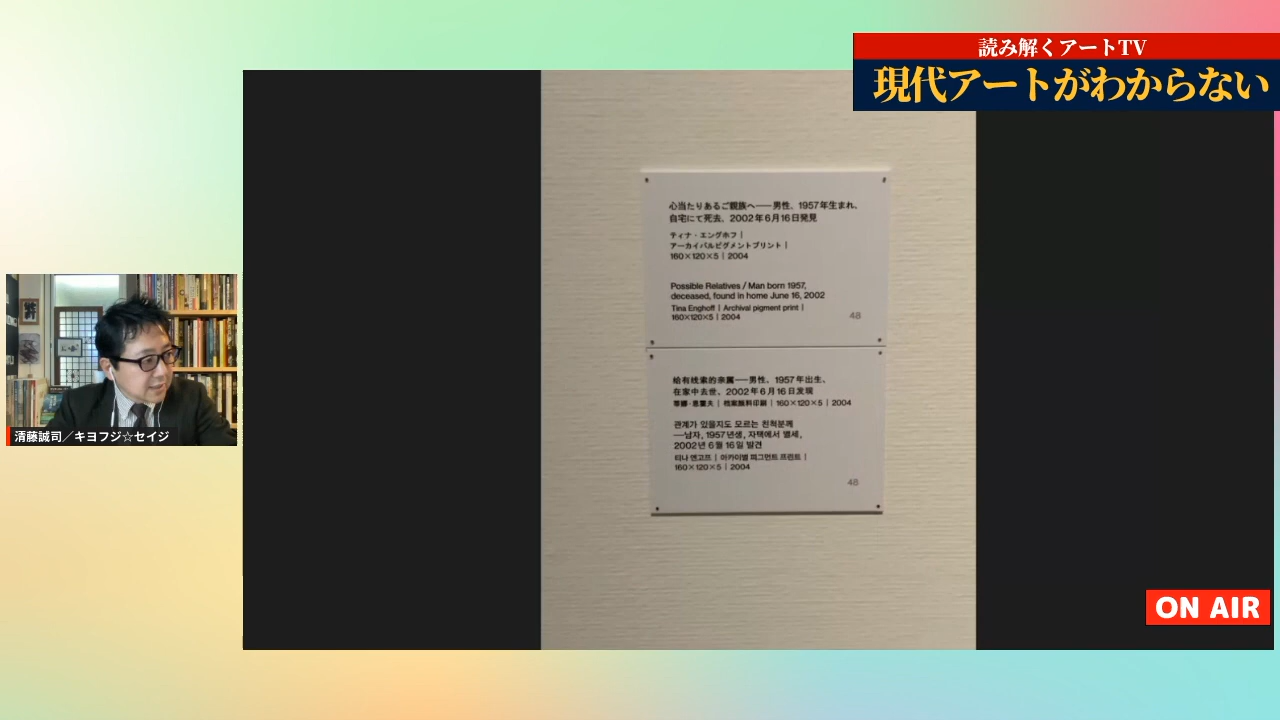 読み解くアートTV
現代アートがわからない
心当たりあるご親族へ——男性、1957年生まれ、
自宅にて死去、2002年6月16日発見
ティナ・エングホフ |
アーカイバルピグメントプリント |
160×120×5 | 2004
Possible Relatives / Man born 1957,
deceased, found in home June 16, 2002
Tina Enghoff | Archival pigment print |
160×120×5 | 2004
48
给有线索的亲属——男性、1957年出生、
在家中去世、2002年6月16日发现
档案颜料印刷 | 160×120×5 | 2004
관계가 있을지도 모르는 친척분께
—남자, 1957년생, 자택에서 별세,
2002년 6월 16일 발견
티나 엔고프 | 아카이벌 피그먼트 프린트 |
160×120×5 | 2004
48
清藤誠司／キヨフジ☆セイジ
ON AIR